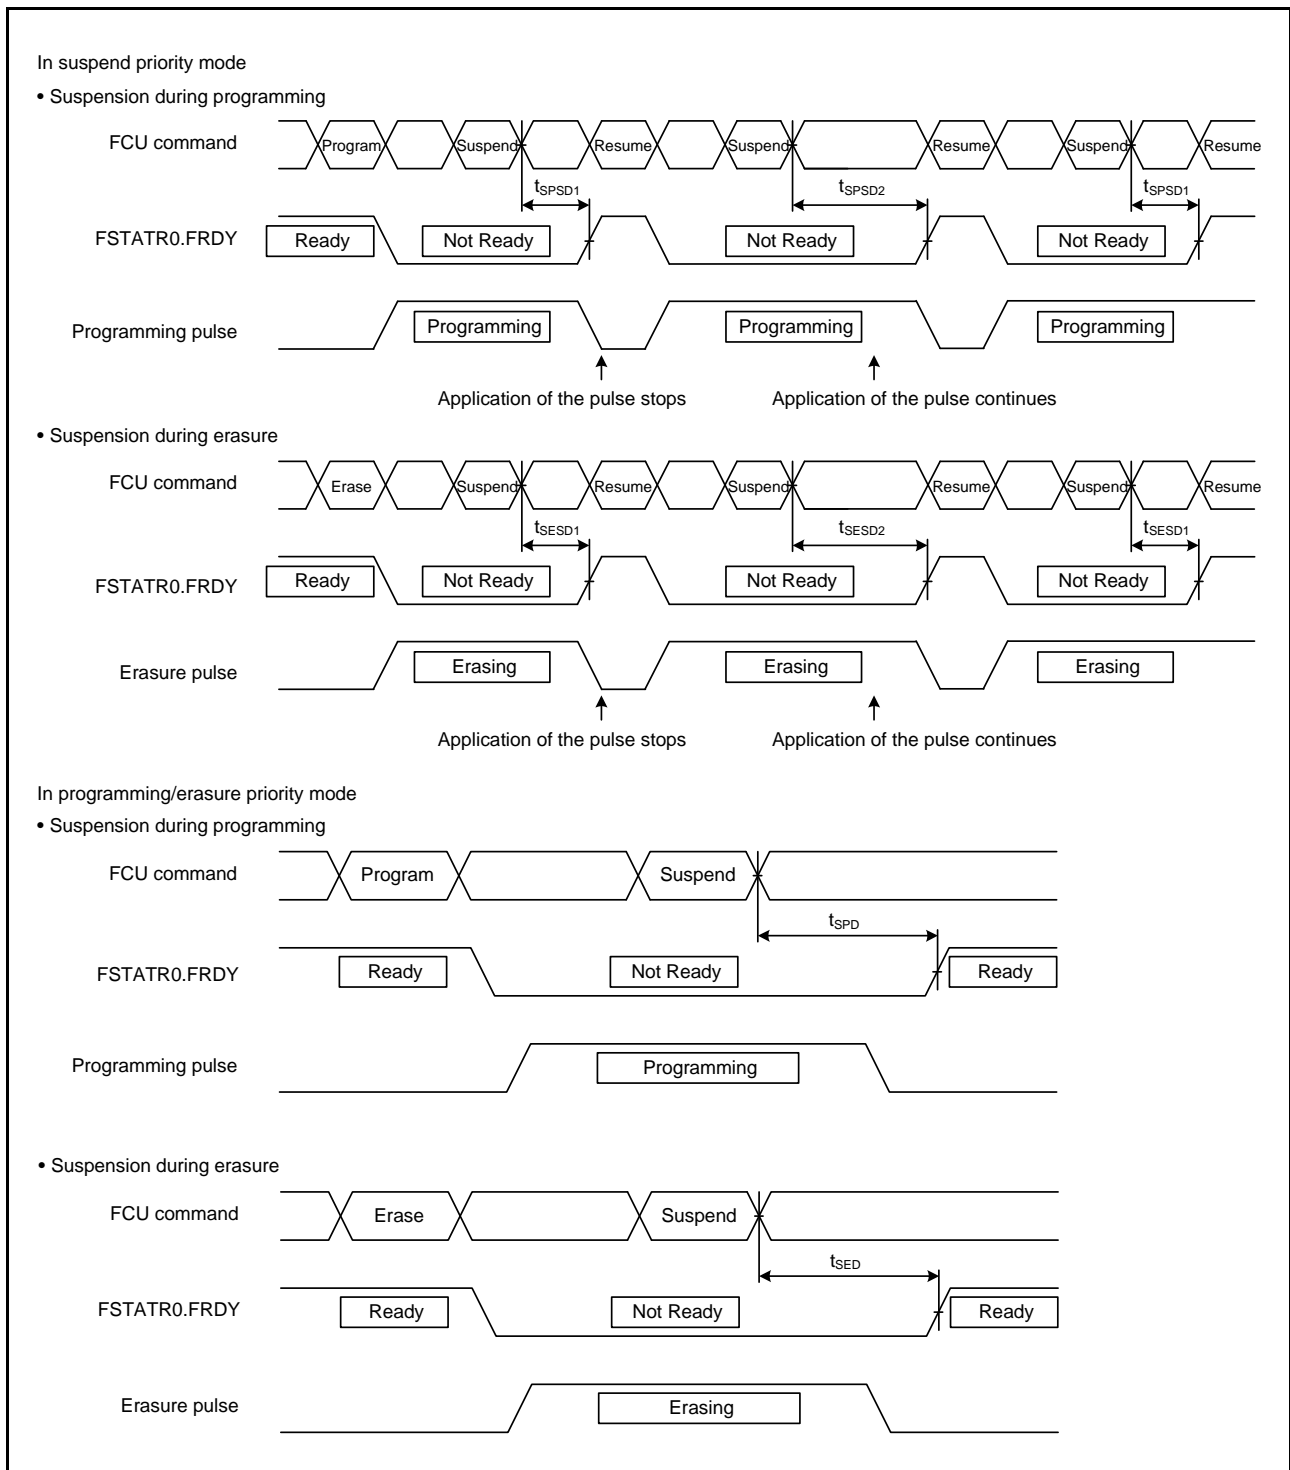 In suspend priority mode
• Suspension during programming
FCU command
Program
Suspend
Resume
Suspend
Resume
Suspend
Resume
tSPSD1
tSPSD2
tSPSD1
FSTATR0.FRDY
Ready
Not Ready
Not Ready
Not Ready
Programming pulse
Programming
Programming
Programming
Application of the pulse stops
Application of the pulse continues
• Suspension during erasure
FCU command
Erase
Suspend
Resume
Suspend
Resume
Suspend
Resume
tSESD1
tSESD2
tSESD1
FSTATR0.FRDY
Ready
Not Ready
Not Ready
Not Ready
Erasure pulse
Erasing
Erasing
Erasing
Application of the pulse stops
Application of the pulse continues
In programming/erasure priority mode
• Suspension during programming
FCU command
Program
Suspend
tSPD
FSTATR0.FRDY
Ready
Not Ready
Ready
Programming pulse
Programming
• Suspension during erasure
FCU command
Erase
Suspend
tSED
FSTATR0.FRDY
Ready
Not Ready
Ready
Erasure pulse
Erasing